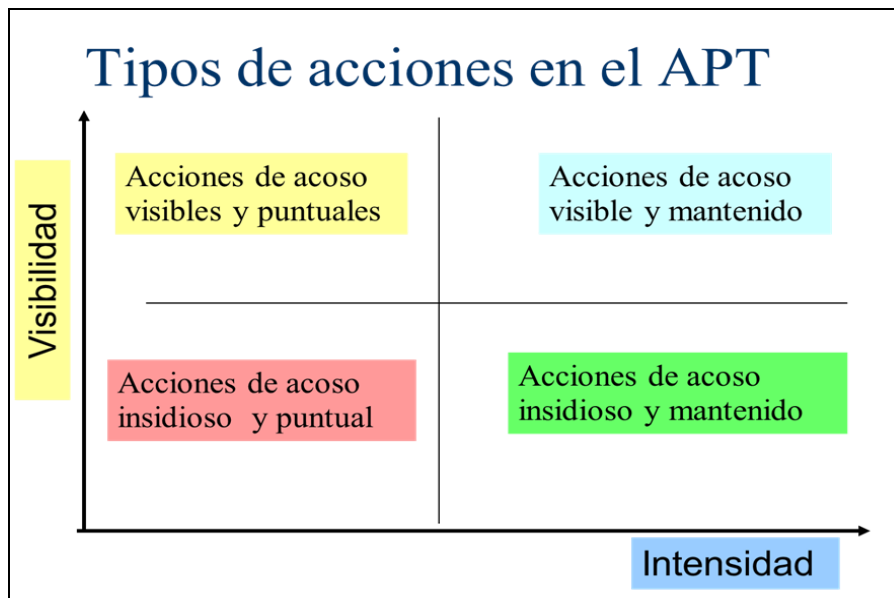 Tipos de acciones en el APT
Visibilidad
Acciones de acoso
visibles y puntuales
Acciones de acoso
visible y mantenido
Acciones de acoso
insidioso y puntual
Acciones de acoso
insidioso y mantenido
Intensidad